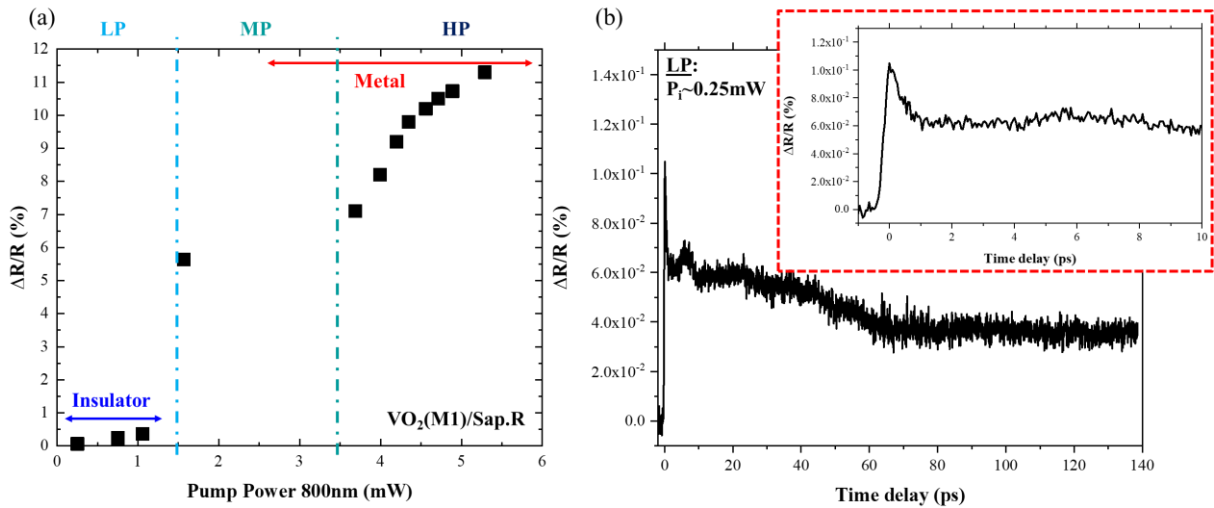 (a)
LP
MP
HP
12
11
10
9
8
7
6
5
4
3
2
1
0
ΔR/R (%)
Metal
Insulator
VO₂(M1)/Sap.R
0 1 2 3 4 5 6
Pump Power 800nm (mW)
(b)
ΔR/R (%)
LP:
Pᵢ~0.25mW
1.4x10⁻¹
1.2x10⁻¹
1.0x10⁻¹
8.0x10⁻²
6.0x10⁻²
4.0x10⁻²
2.0x10⁻²
0.0
0 20 40 60 80 100 120 140
Time delay (ps)
ΔR/R (%)
1.2x10⁻¹
1.0x10⁻¹
8.0x10⁻²
6.0x10⁻²
4.0x10⁻²
2.0x10⁻²
0.0
0 2 4 6 8 10
Time delay (ps)